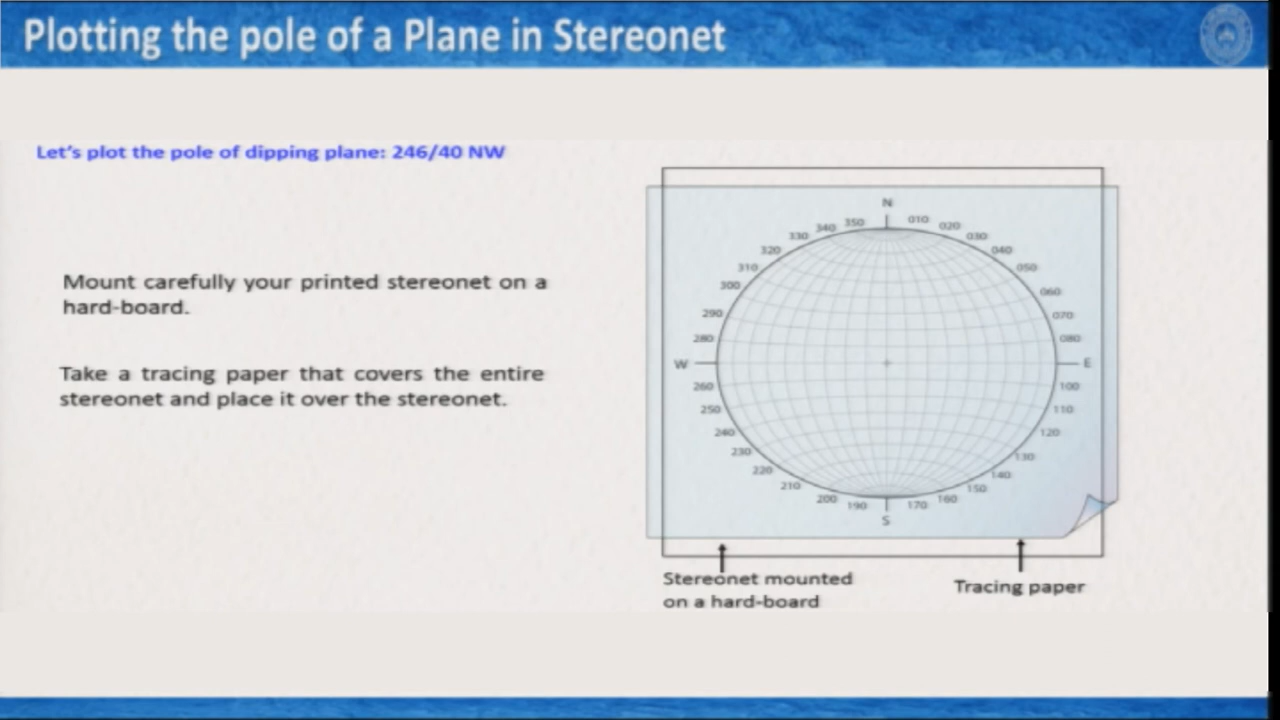 Plotting the pole of a Plane in Stereonet
Let's plot the pole of dipping plane: 246/40 NW
Mount carefully your printed stereonet on a
hard-board.
Take a tracing paper that covers the entire
stereonet and place it over the stereonet.
N
350 010
340 020
330 030
320 040
310 050
300 060
290 070
280 080
W E
260 100
250 110
240 120
230 130
220 140
210 150
200 160
190 170
S
Stereonet mounted
on a hard-board
Tracing paper